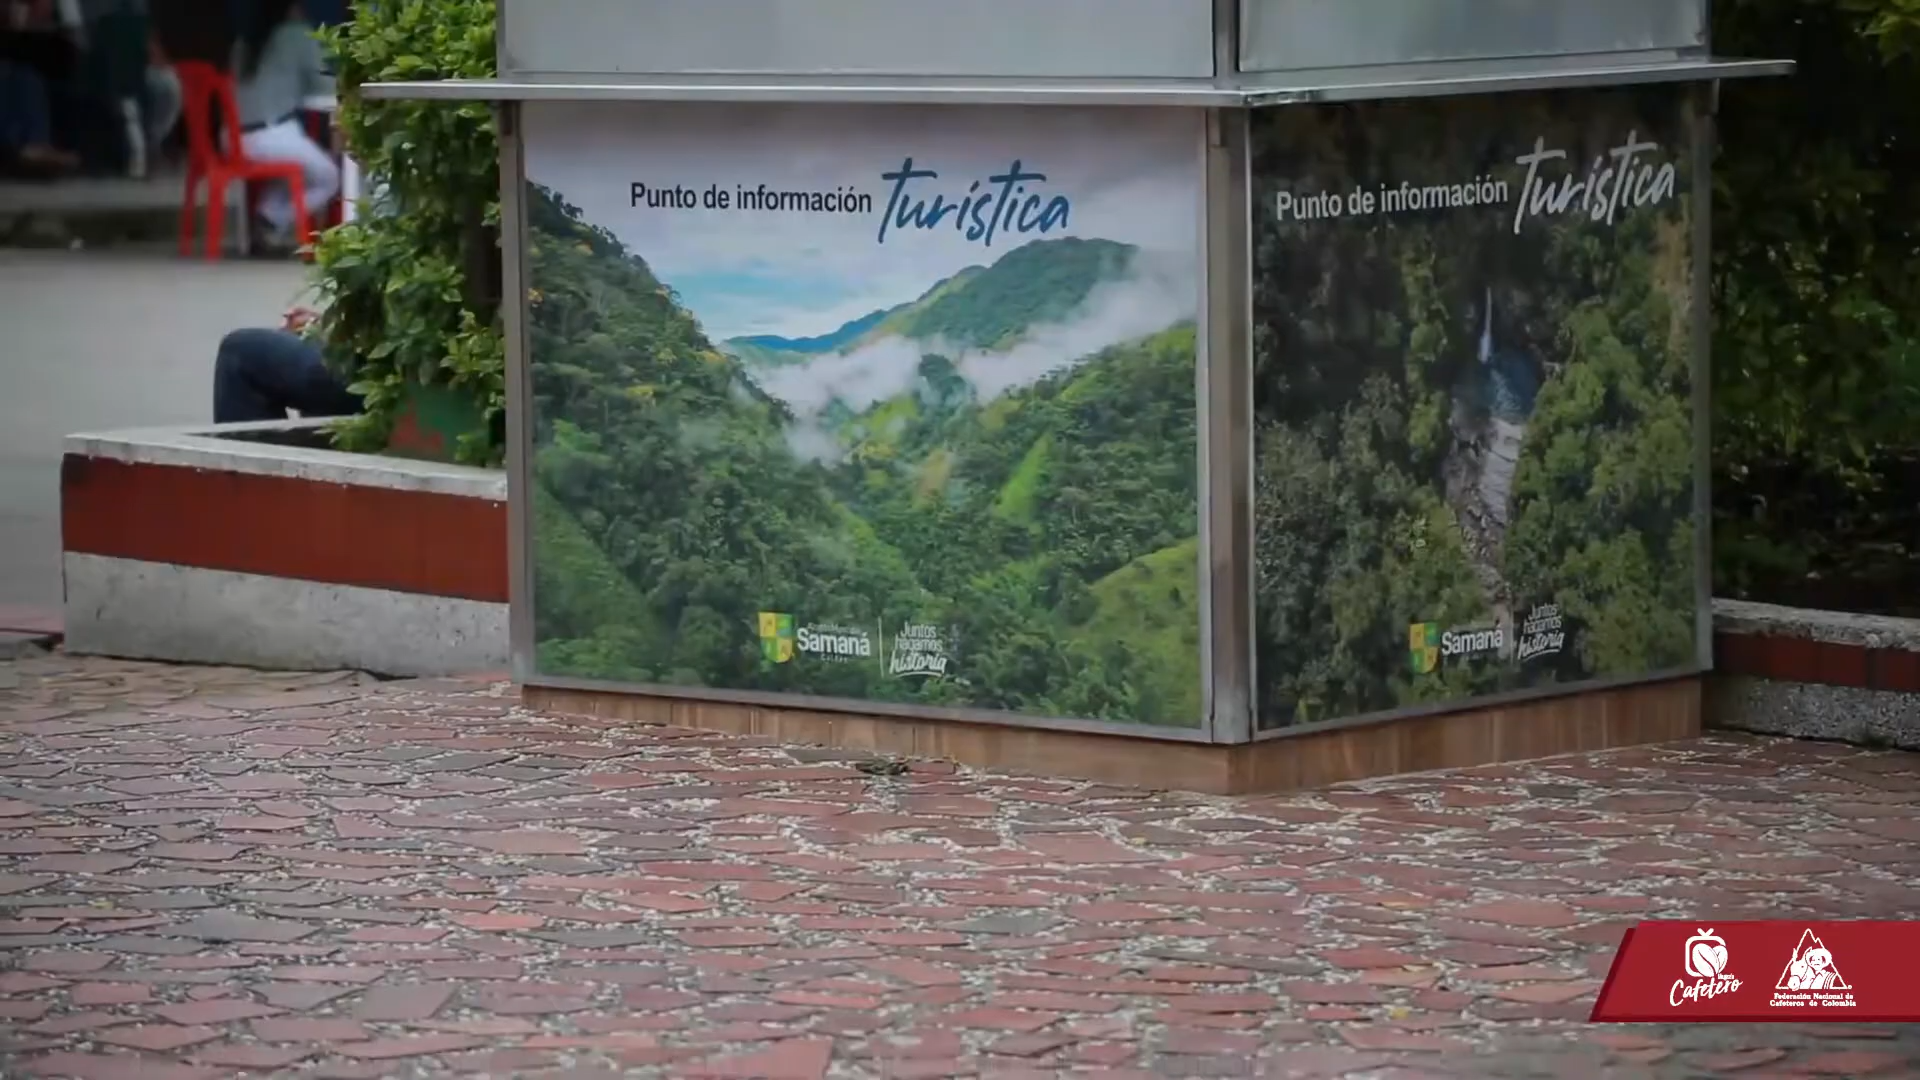 Punto de información Turística
Samaná
Caldas
Juntos
hagamos
historia
Punto de información Turística
Samaná
Juntos
hagamos
historia
Cafetero
Federación Nacional de
Cafeteros de Colombia